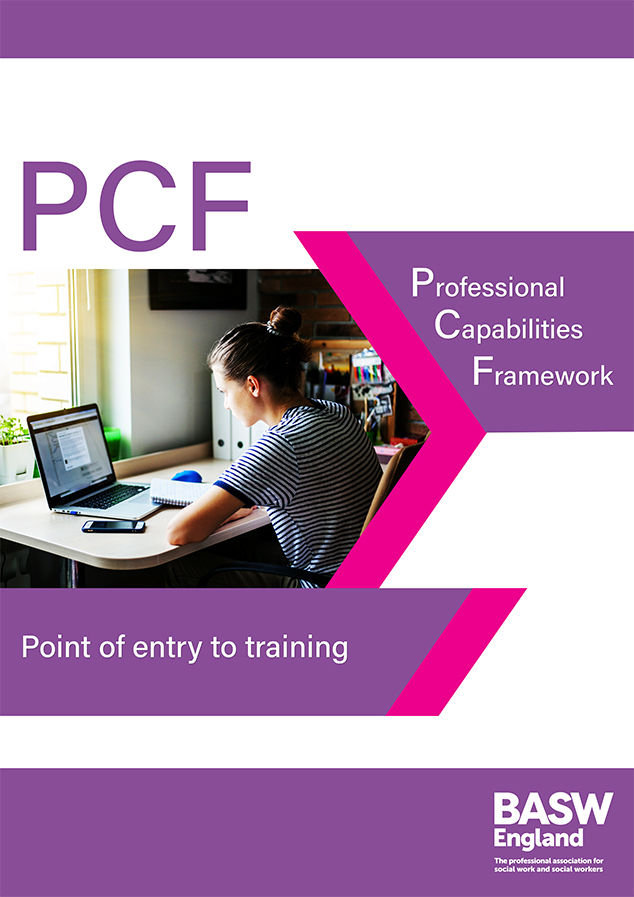 PCF
Professional
Capabilities
Framework
Point of entry to training
BASW
England
The professional association for
social work and social workers